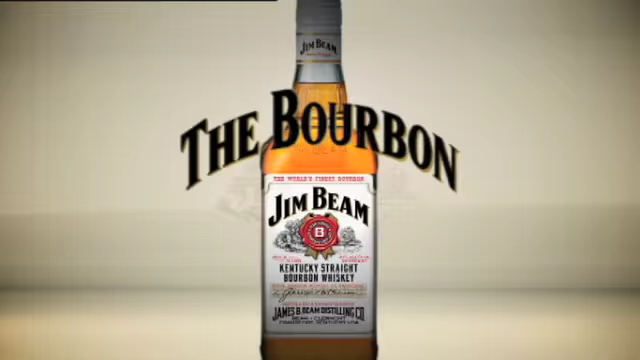 JIM BEAM
THE BOURBON
THE WORLD'S FINEST BOURBON
JIM BEAM
B
KENTUCKY STRAIGHT
BOURBON WHISKEY
JAMES B. BEAM DISTILLING CO.